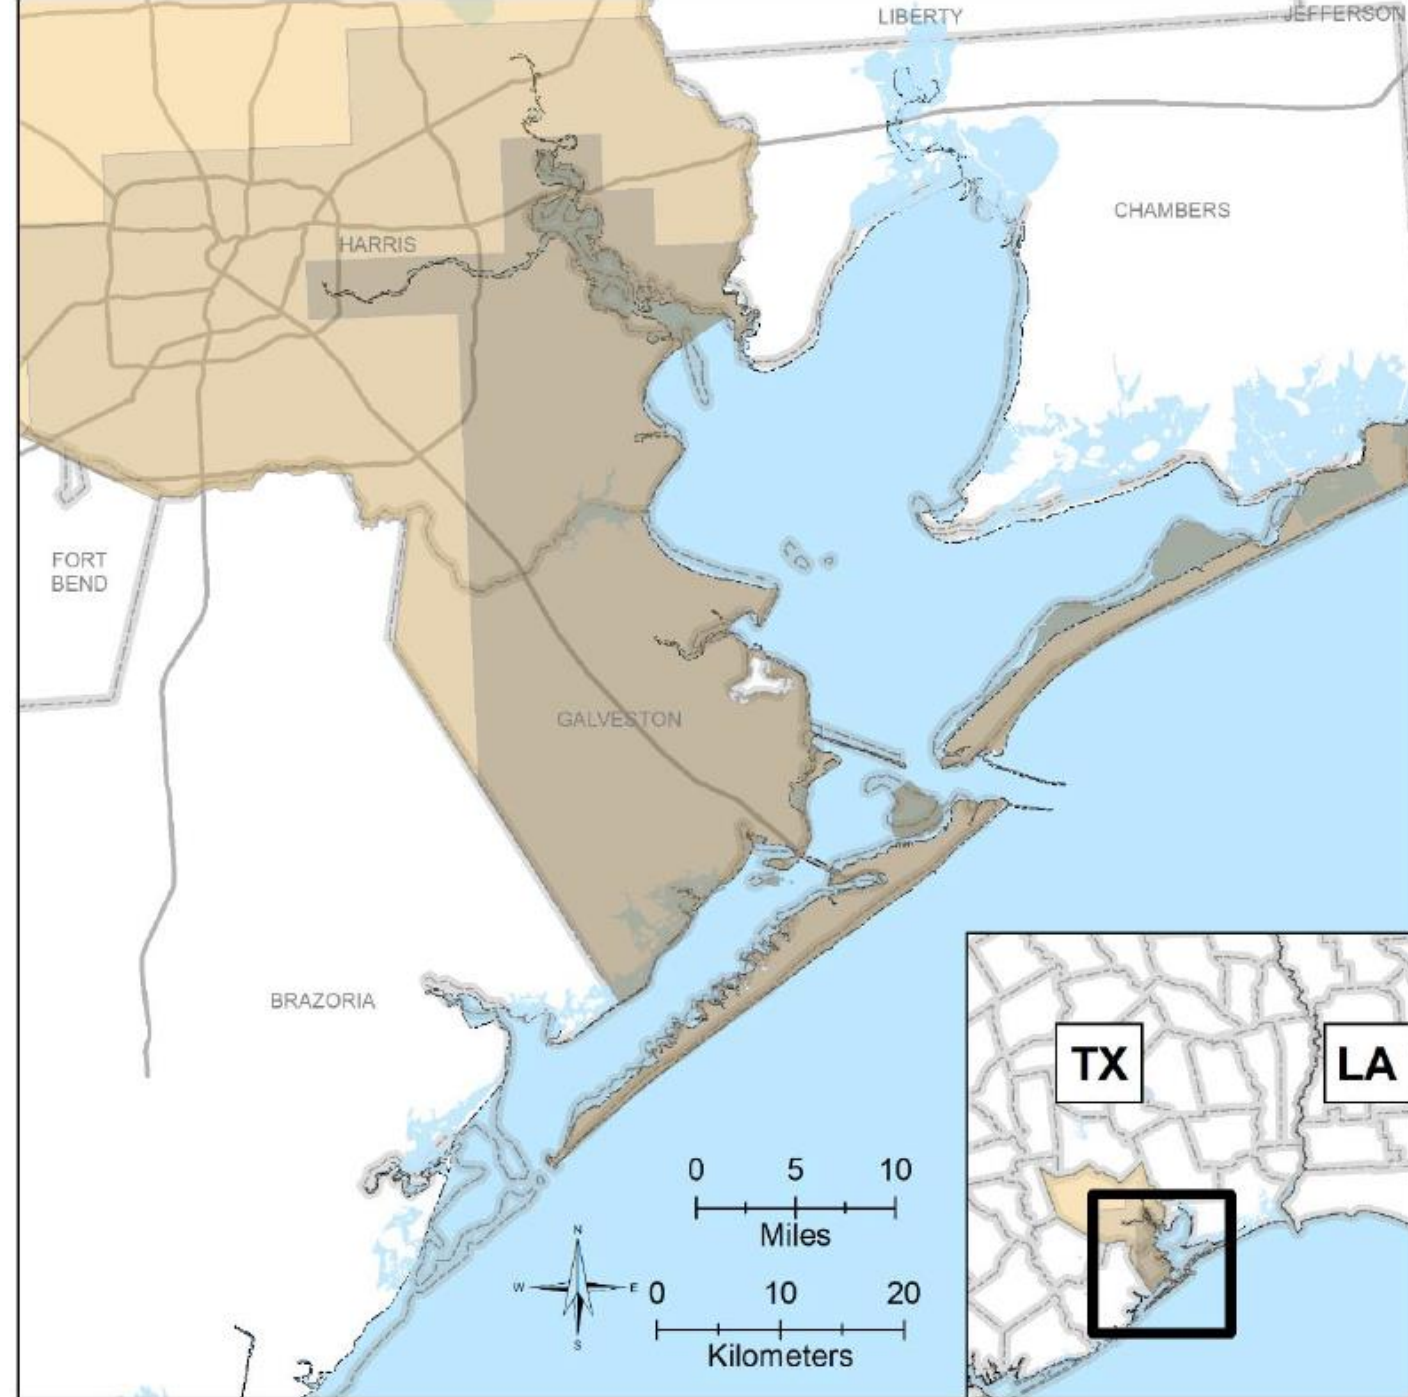 LIBERTY
JEFFERSON
CHAMBERS
HARRIS
FORT
BEND
GALVESTON
BRAZORIA
TX
LA
0 5 10
Miles
N
W E
S
0 10 20
Kilometers